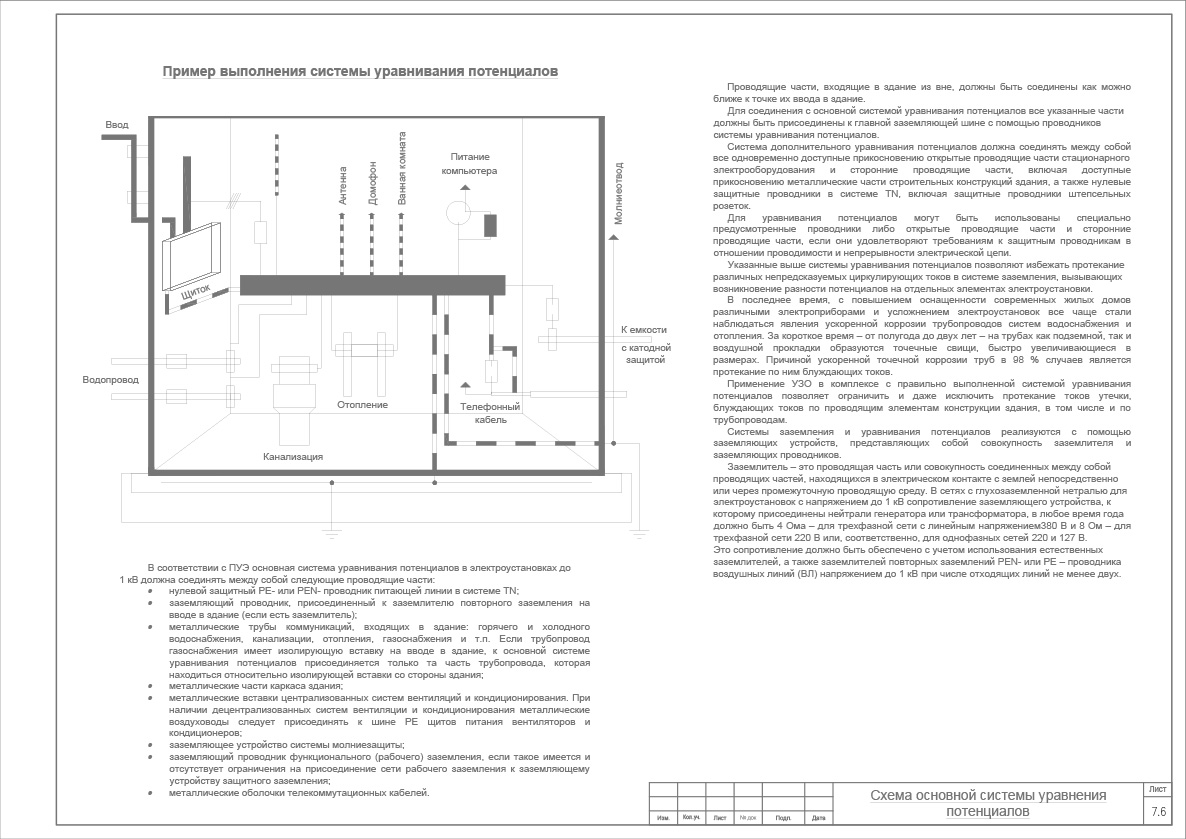 Пример выполнения системы уравнивания потенциалов
Ввод
Антенна
Домофон
Ванная комната
Питание
компьютера
Молниеотвод
Щиток
К емкости
с катодной
защитой
Водопровод
Отопление
Телефонный
кабель
Канализация
В соответствии с ПУЭ основная система уравнивания потенциалов в электроустановках до
1 кВ должна соединять между собой следующие проводящие части:
• нулевой защитный PE- или PEN- проводник питающей линии в системе TN;
• заземляющий проводник, присоединенный к заземлителю повторного заземления на
вводе в здание (если есть заземлитель);
• металлические трубы коммуникаций, входящих в здание: горячего и холодного
водоснабжения, канализации, отопления, газоснабжения и т.п. Если трубопровод
газоснабжения имеет изолирующую вставку на вводе в здание, к основной системе
уравнивания потенциалов присоединяется только та часть трубопровода, которая
находиться относительно изолирующей вставки со стороны здания;
• металлические части каркаса здания;
• металлические вставки централизованных систем вентиляций и кондиционирования. При
наличии децентрализованных систем вентиляции и кондиционирования металлические
воздуховоды следует присоединять к шине PE щитов питания вентиляторов и
кондиционеров;
• заземляющее устройство системы молниезащиты;
• заземляющий проводник функционального (рабочего) заземления, если такое имеется и
отсутствует ограничения на присоединение сети рабочего заземления к заземляющему
устройству защитного заземления;
• металлические оболочки телекоммутационных кабелей.
Проводящие части, входящие в здание из вне, должны быть соединены как можно
ближе к точке их ввода в здание.
Для соединения с основной системой уравнивания потенциалов все указанные части
должны быть присоединены к главной заземляющей шине с помощью проводников
системы уравнивания потенциалов.
Система дополнительного уравнивания потенциалов должна соединять между собой
все одновременно доступные прикосновению открытые проводящие части стационарного
электрооборудования и сторонние проводящие части, включая доступные
прикосновению металлические части строительных конструкций здания, а также нулевые
защитные проводники в системе TN, включая защитные проводники штепсельных
розеток.
Для уравнивания потенциалов могут быть использованы специально
предусмотренные проводники либо открытые проводящие части и сторонние
проводящие части, если они удовлетворяют требованиям к защитным проводникам в
отношении проводимости и непрерывности электрической цепи.
Указанные выше системы уравнивания потенциалов позволяют избежать протекание
различных непредсказуемых циркулирующих токов в системе заземления, вызывающих
возникновение разности потенциалов на отдельных элементах электроустановки.
В последнее время, с повышением оснащенности современных жилых домов
различными электроприборами и усложнением электроустановок все чаще стали
наблюдаться явления ускоренной коррозии трубопроводов систем водоснабжения и
отопления. За короткое время – от полугода до двух лет – на трубах как подземной, так и
воздушной прокладки образуются точечные свищи, быстро увеличивающиеся в
размерах. Причиной ускоренной точечной коррозии труб в 98 % случаев является
протекание по ним блуждающих токов.
Применение УЗО в комплексе с правильно выполненной системой уравнивания
потенциалов позволяет ограничить и даже исключить протекание токов утечки,
блуждающих токов по проводящим элементам конструкции здания, в том числе и по
трубопроводам.
Системы заземления и уравнивания потенциалов реализуются с помощью
заземляющих устройств, представляющих собой совокупность заземлителя и
заземляющих проводников.
Заземлитель – это проводящая часть или совокупность соединенных между собой
проводящих частей, находящихся в электрическом контакте с землей непосредственно
или через промежуточную проводящую среду. В сетях с глухозаземленной нетралью для
электроустановок с напряжением до 1 кВ сопротивление заземляющего устройства, к
которому присоединены нейтрали генератора или трансформатора, в любое время года
должно быть 4 Ома – для трехфазной сети с линейным напряжением380 В и 8 Ом – для
трехфазной сети 220 В или, соответственно, для однофазных сетей 220 и 127 В.
Это сопротивление должно быть обеспечено с учетом использования естественных
заземлителей, а также заземлителей повторных заземлений PEN- или PE – проводника
воздушных линий (ВЛ) напряжением до 1 кВ при числе отходящих линий не менее двух.
Изм. Кол.уч. Лист № док Подп. Дата
Схема основной системы уравнения
потенциалов
Лист
7.6